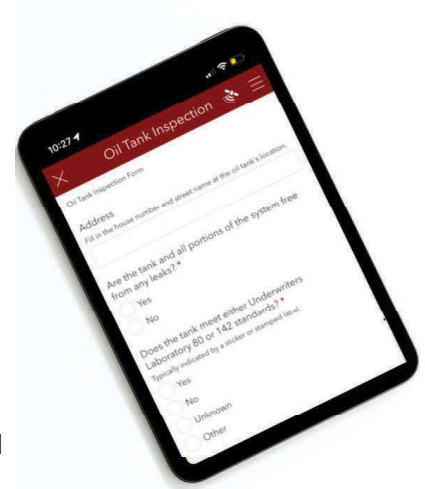 10:27
Oil Tank Inspection
Oil Tank Inspection Form
Address
Fill in the house number and street name at the oil tank's location.
Are the tank and all portions of the system free
from any leaks? *
Yes
No
Does the tank meet either Underwriters
Laboratory 80 or 142 standards? *
Typically indicated by a sticker or stamped label.
Yes
No
Unknown
Other